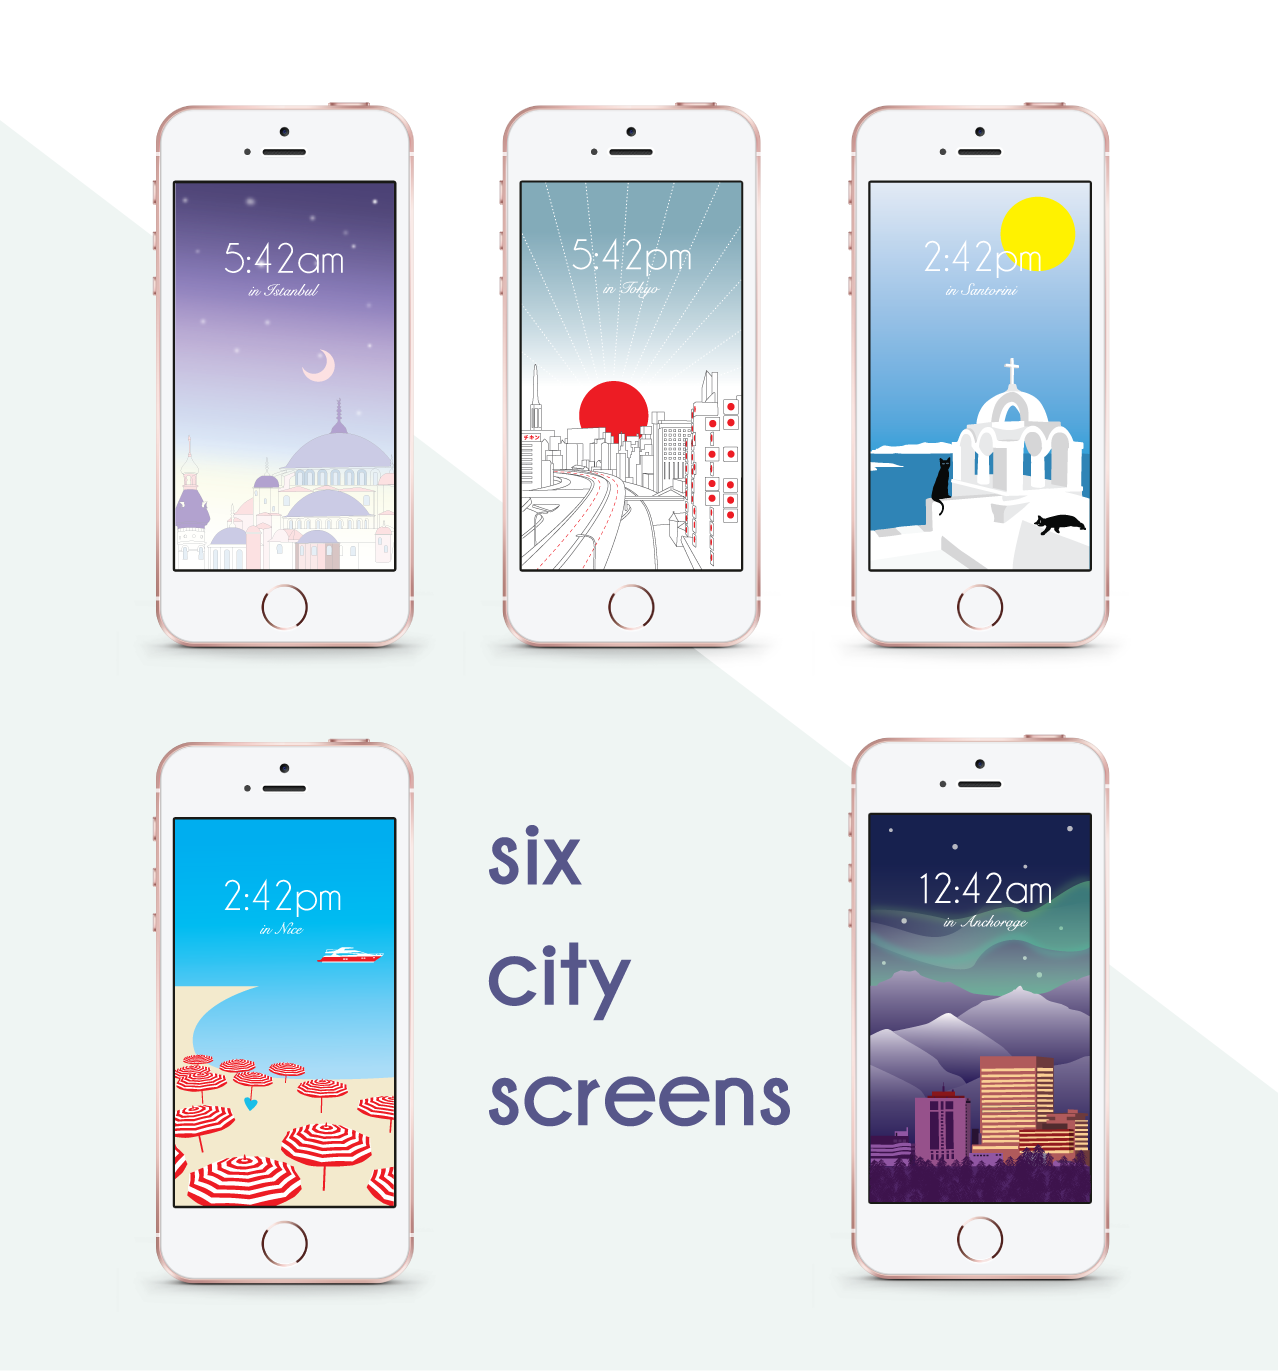 5:42am
in Istanbul
5:42pm
in Tokyo
チキン
2:42pm
in Santorini
2:42pm
in Nice
six
city
screens
12:42am
in Anchorage